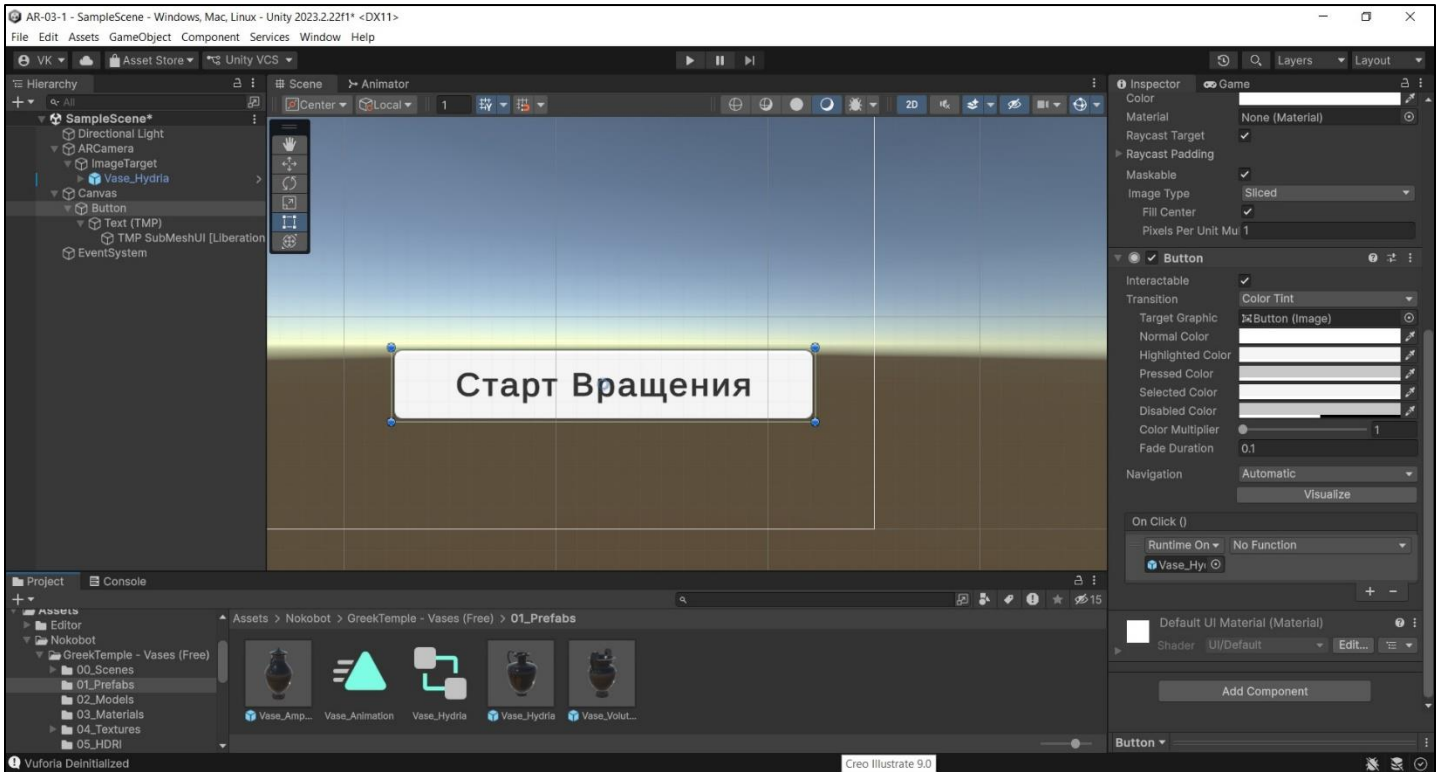 AR-03-1 - SampleScene - Windows, Mac, Linux - Unity 2023.2.22f1* <DX11>
File Edit Assets GameObject Component Services Window Help
VK Asset Store Unity VCS Layers Layout
Hierarchy
All
SampleScene*
Directional Light
ARCamera
ImageTarget
Vase_Hydria
Canvas
Button
Text (TMP)
TMP SubMeshUI [Liberation
EventSystem
Scene Animator
Center Local 1 2D
Старт Вращения
Inspector Game
Color
Material None (Material)
Raycast Target
Raycast Padding
Maskable
Image Type Sliced
Fill Center
Pixels Per Unit Mu 1
Button
Interactable
Transition Color Tint
Target Graphic Button (Image)
Normal Color
Highlighted Color
Pressed Color
Selected Color
Disabled Color
Color Multiplier 1
Fade Duration 0.1
Navigation Automatic
Visualize
On Click ()
Runtime On No Function
Vase_Hy
+ -
Default UI Material (Material)
Shader UI/Default Edit...
Add Component
Button
Project Console
15
Assets
Editor
Nokobot
GreekTemple - Vases (Free)
00_Scenes
01_Prefabs
02_Models
03_Materials
04_Textures
05_HDRI
Assets > Nokobot > GreekTemple - Vases (Free) > 01_Prefabs
Vase_Amp... Vase_Animation Vase_Hydria Vase_Hydria Vase_Volut...
Vuforia Deinitialized
Creo Illustrate 9.0